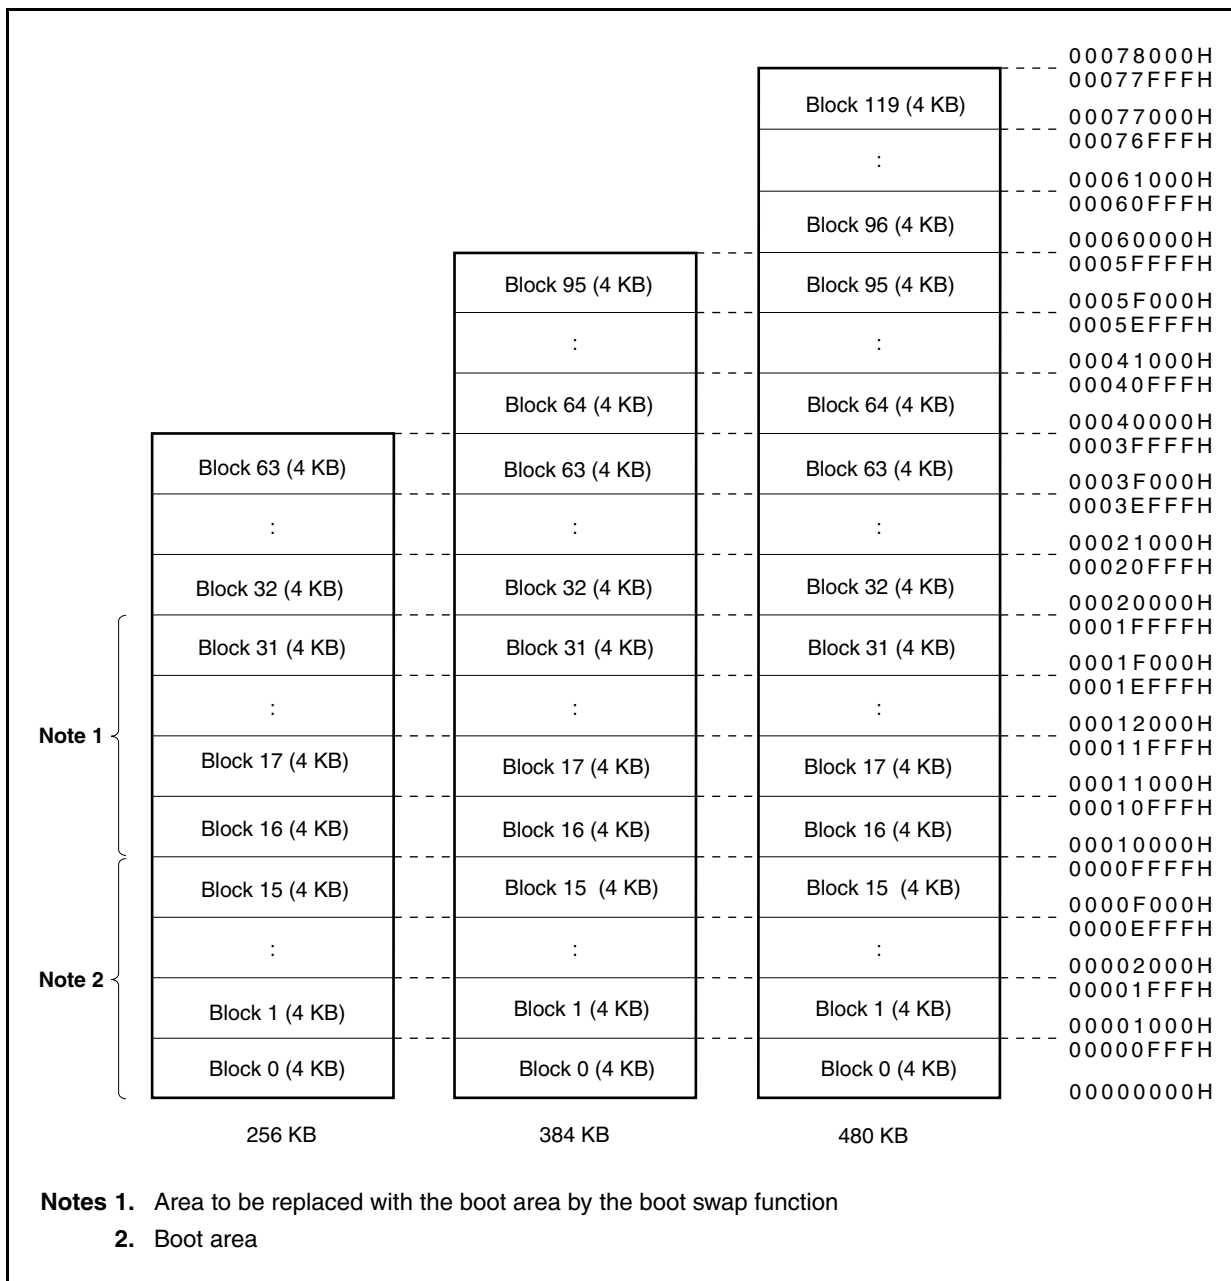 00078000H
00077FFFH
Block 119 (4 KB)
00077000H
00076FFFH
:
00061000H
00060FFFH
Block 96 (4 KB)
00060000H
0005FFFFH
Block 95 (4 KB) Block 95 (4 KB)
0005F000H
0005EFFFH
: :
00041000H
00040FFFH
Block 64 (4 KB) Block 64 (4 KB)
00040000H
0003FFFFH
Block 63 (4 KB) Block 63 (4 KB) Block 63 (4 KB)
0003F000H
0003EFFFH
: : :
00021000H
00020FFFH
Block 32 (4 KB) Block 32 (4 KB) Block 32 (4 KB)
00020000H
0001FFFFH
Block 31 (4 KB) Block 31 (4 KB) Block 31 (4 KB)
0001F000H
0001EFFFH
: : :
00012000H
Note 1
00011FFFH
Block 17 (4 KB) Block 17 (4 KB) Block 17 (4 KB)
00011000H
00010FFFH
Block 16 (4 KB) Block 16 (4 KB) Block 16 (4 KB)
00010000H
0000FFFFH
Block 15 (4 KB) Block 15 (4 KB) Block 15 (4 KB)
0000F000H
0000EFFFH
: : :
00002000H
Note 2
00001FFFH
Block 1 (4 KB) Block 1 (4 KB) Block 1 (4 KB)
00001000H
00000FFFH
Block 0 (4 KB) Block 0 (4 KB) Block 0 (4 KB)
00000000H
256 KB 384 KB 480 KB
Notes 1. Area to be replaced with the boot area by the boot swap function
2. Boot area